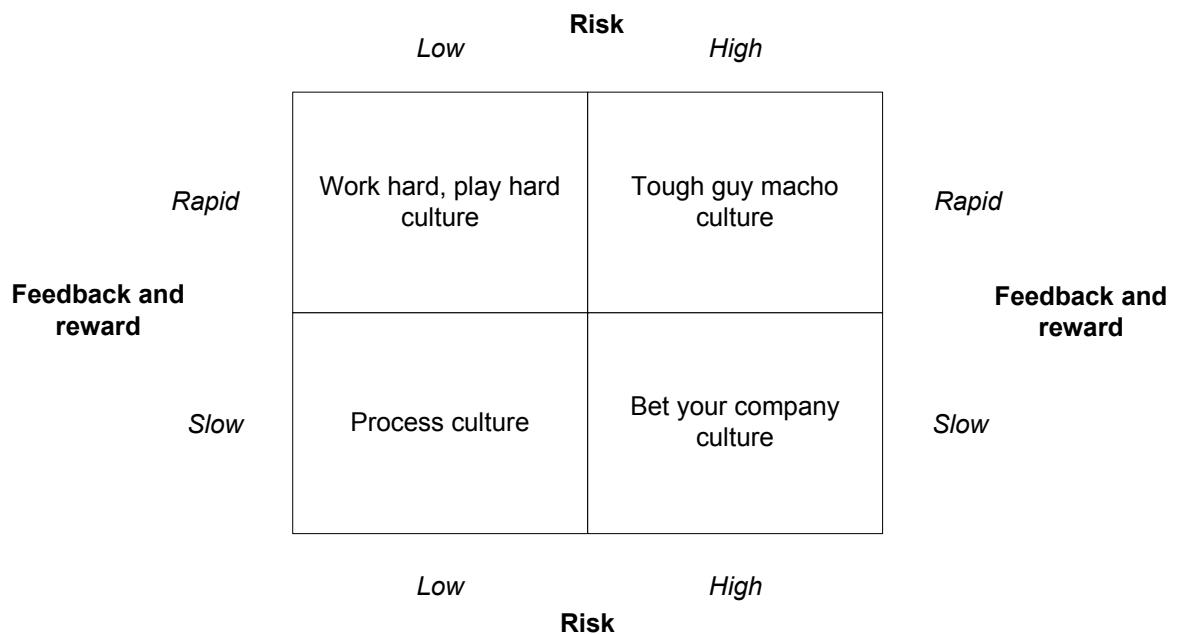 Risk
Low High
Work hard, play hard
culture
Tough guy macho
culture
Rapid Rapid
Feedback and
reward
Feedback and
reward
Process culture
Bet your company
culture
Slow Slow
Low High
Risk